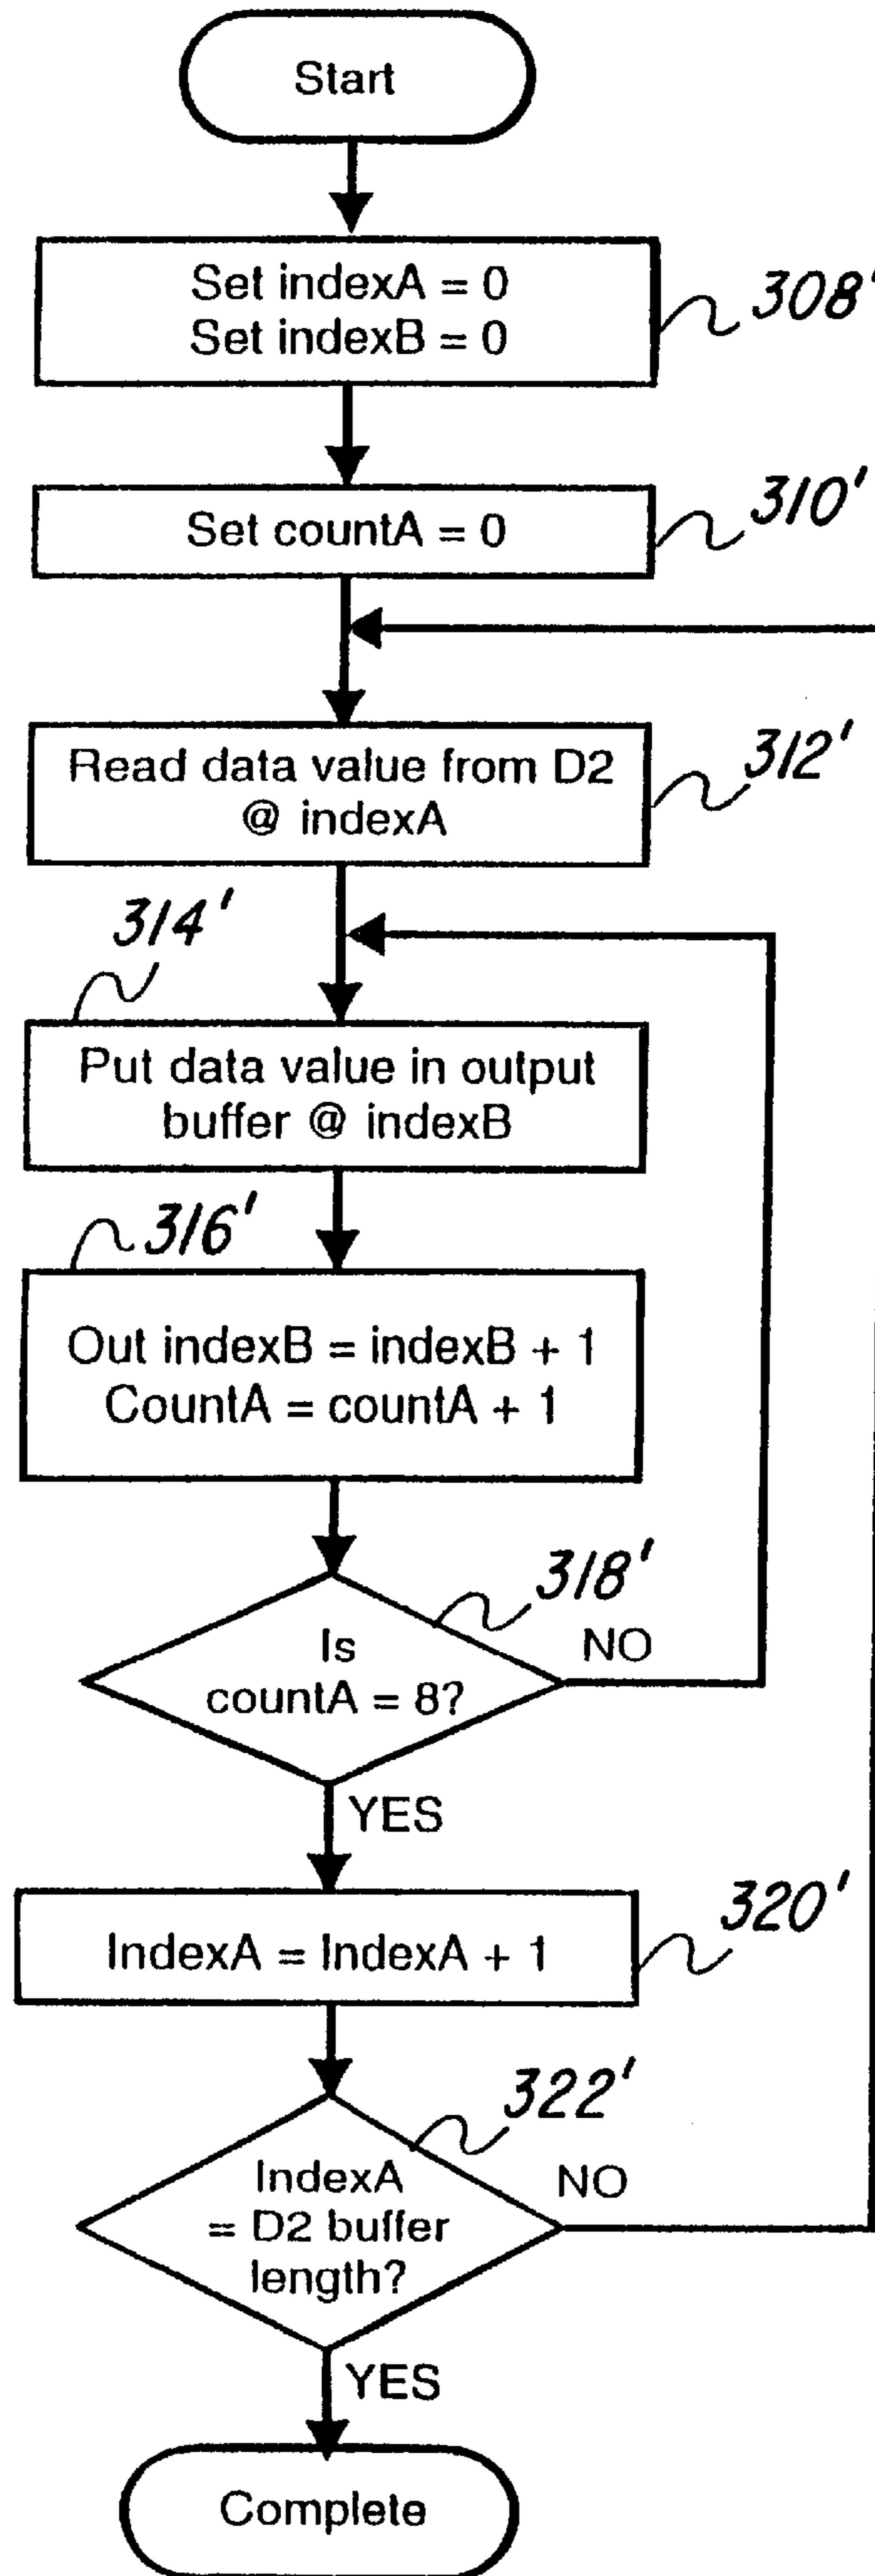 Start
Set indexA = 0
Set indexB = 0
308'
Set countA = 0
310'
Read data value from D2
@ indexA
312'
314'
Put data value in output
buffer @ indexB
316'
Out indexB = indexB + 1
CountA = countA + 1
318'
Is
countA = 8?
NO
YES
IndexA = IndexA + 1
320'
322'
IndexA
= D2 buffer
length?
NO
YES
Complete